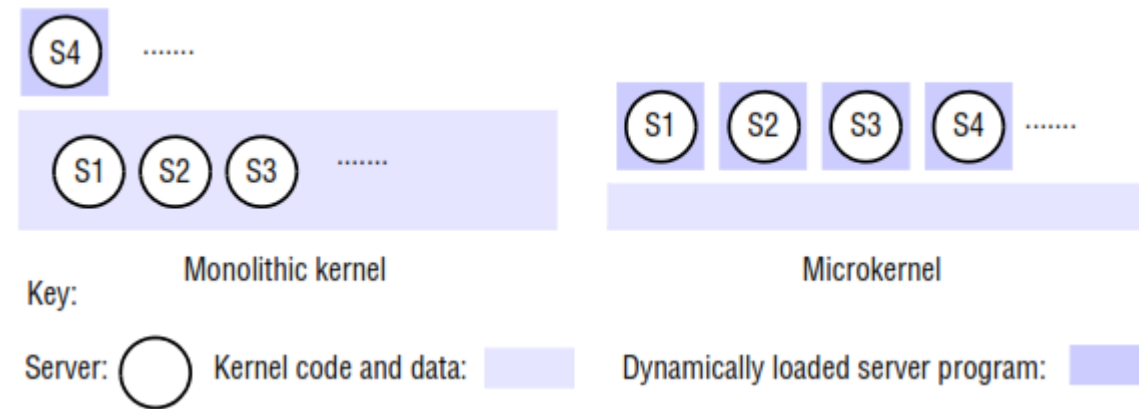 S4 .......
S1 S2 S3 .......
S1 S2 S3 S4 .......
Monolithic kernel
Microkernel
Key:
Server: Kernel code and data: Dynamically loaded server program: